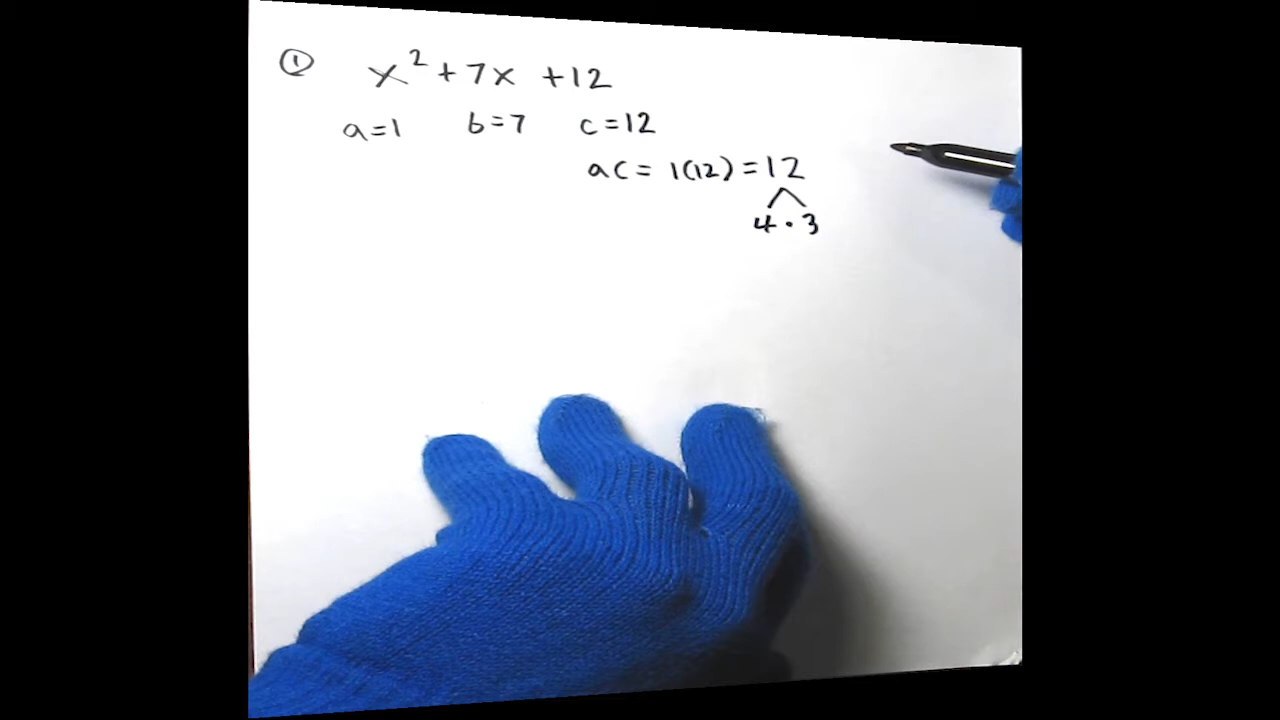 ① x² + 7x + 12
a = 1 b = 7 c = 12
ac = 1(12) = 12
4 · 3